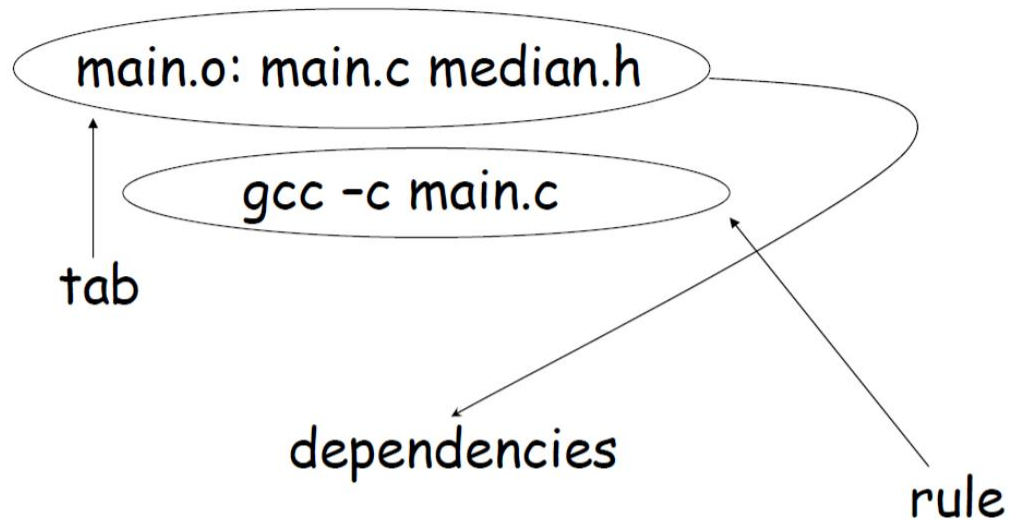 main.o: main.c median.h
gcc -c main.c
tab
dependencies
rule